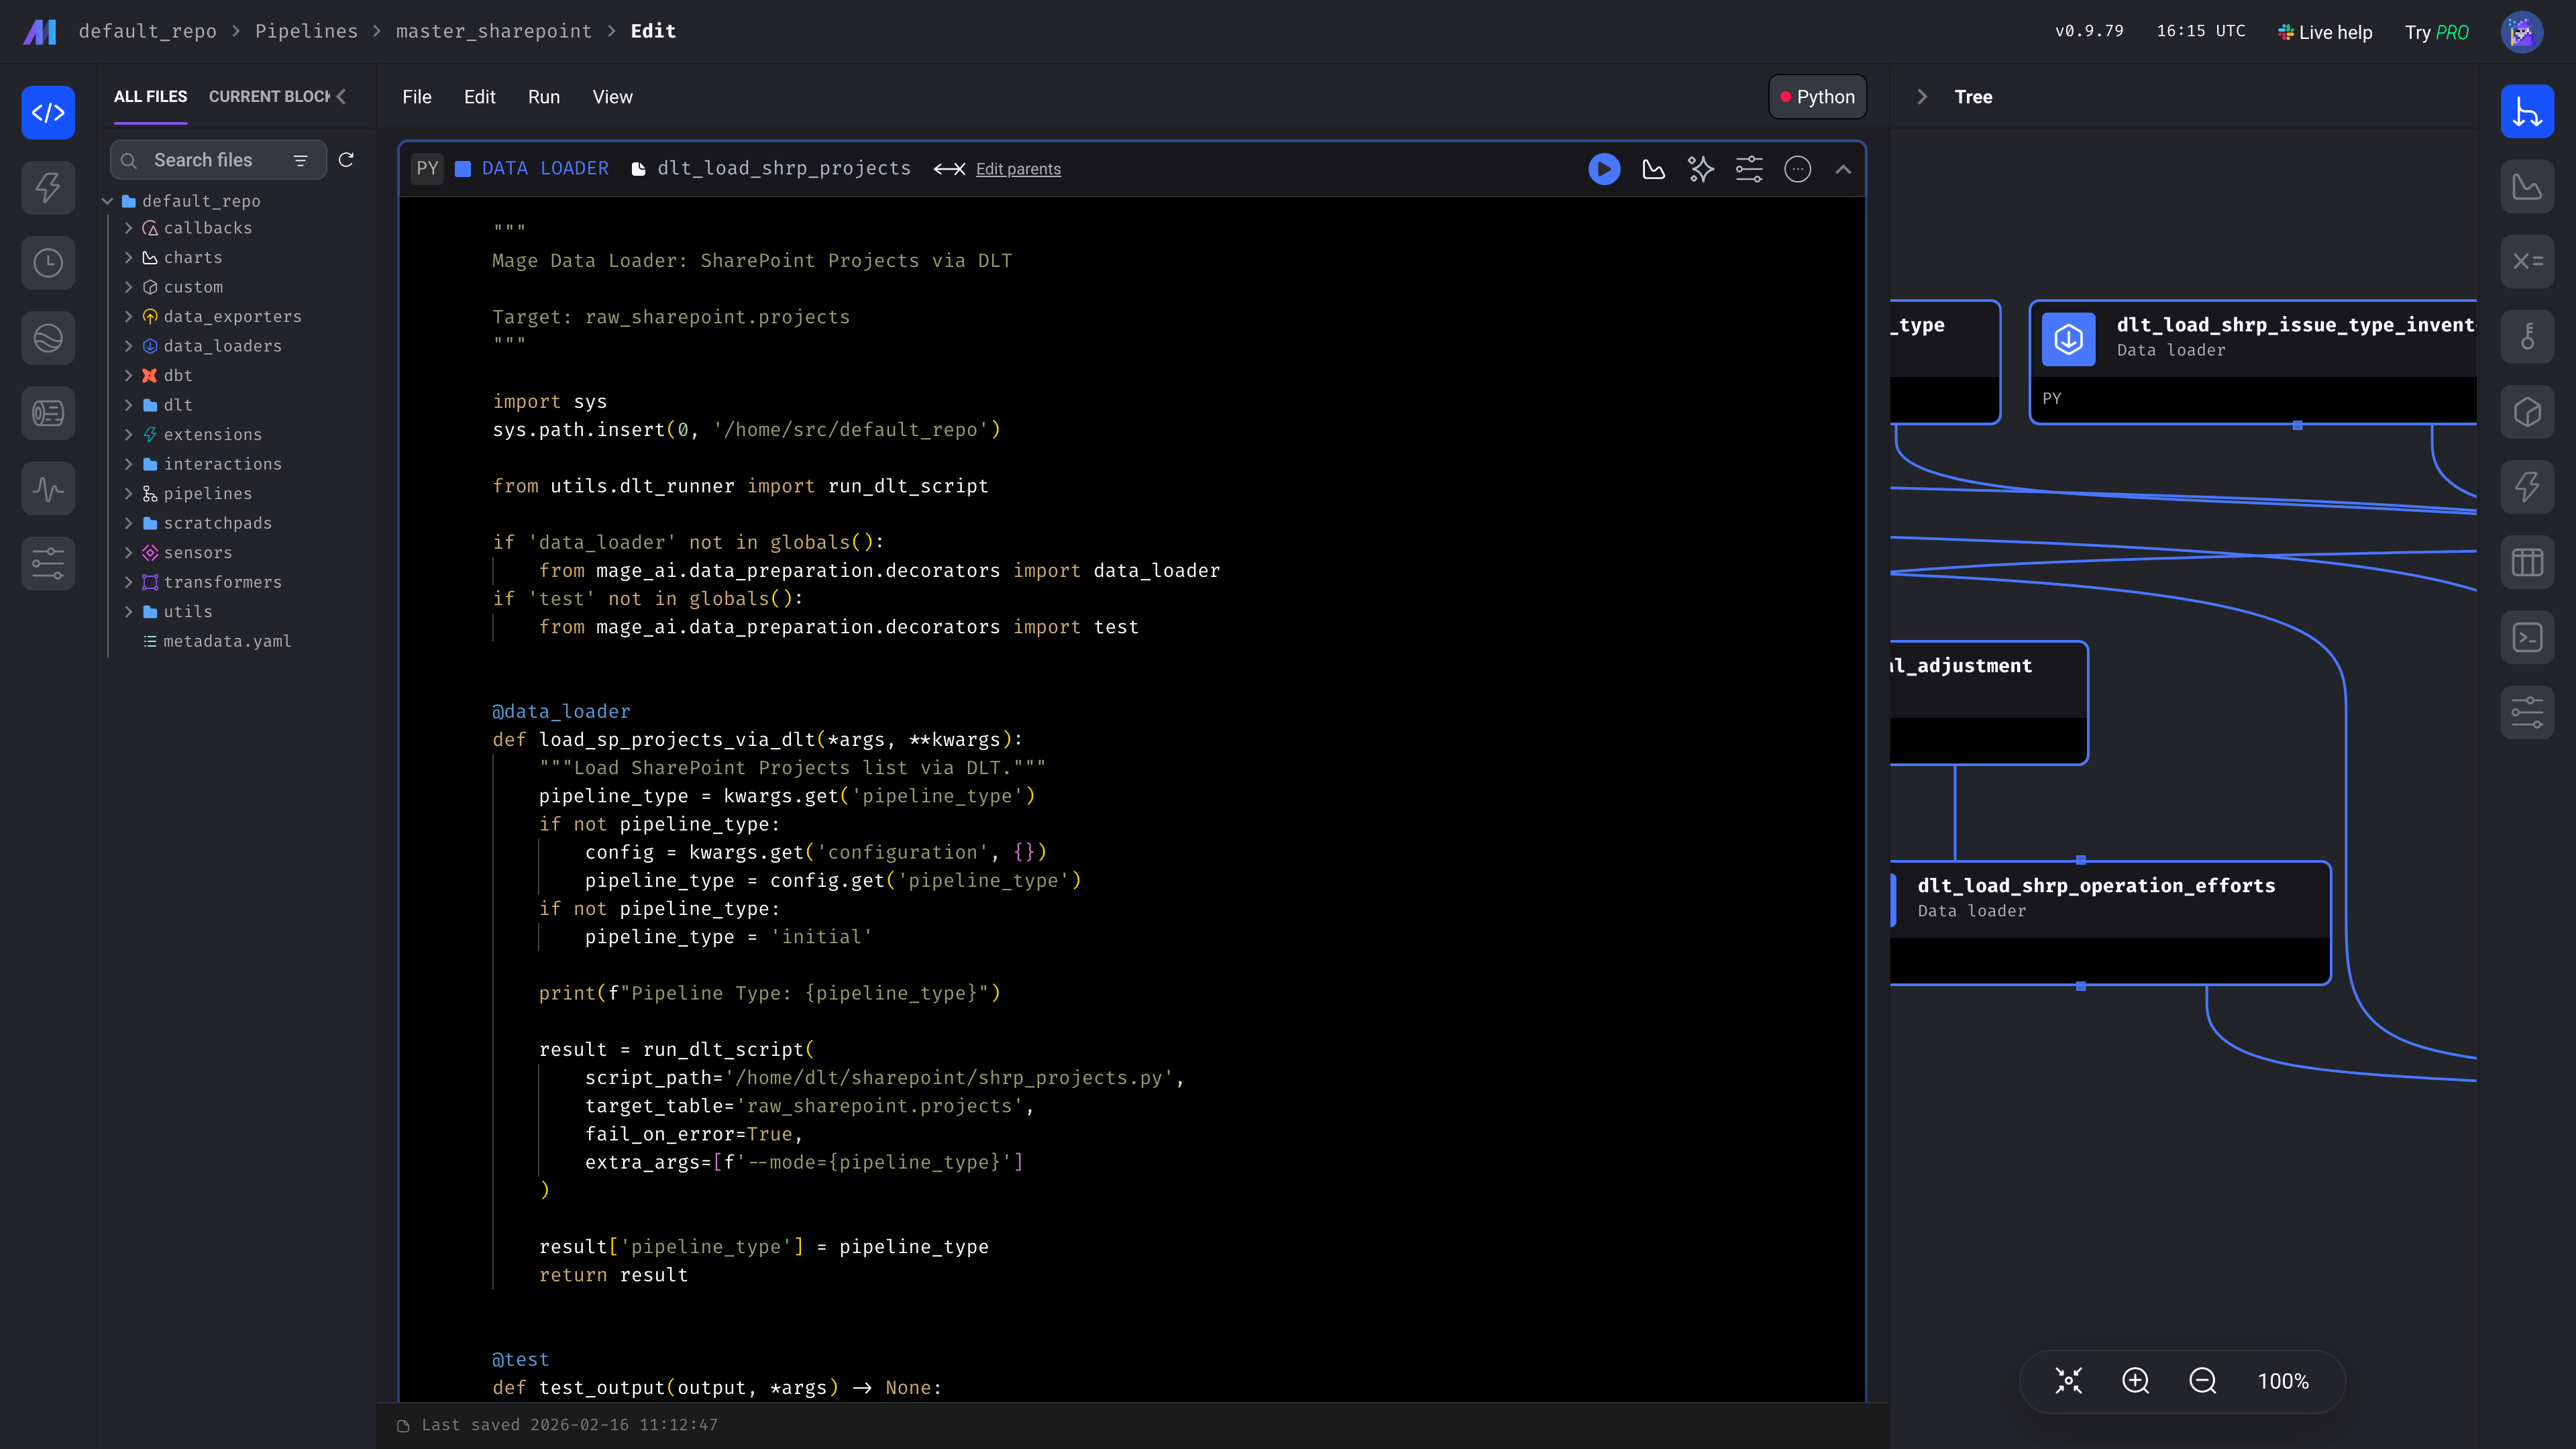 default_repo > Pipelines > master_sharepoint > Edit
v0.9.79 16:15 UTC Live help Try PRO
ALL FILES CURRENT BLOCK
Search files
default_repo
callbacks
charts
custom
data_exporters
data_loaders
dbt
dlt
extensions
interactions
pipelines
scratchpads
sensors
transformers
utils
metadata.yaml
File Edit Run View
Python
PY DATA LOADER dlt_load_shrp_projects Edit parents
"""
Mage Data Loader: SharePoint Projects via DLT
Target: raw_sharepoint.projects
"""
import sys
sys.path.insert(0, '/home/src/default_repo')
from utils.dlt_runner import run_dlt_script
if 'data_loader' not in globals():
    from mage_ai.data_preparation.decorators import data_loader
if 'test' not in globals():
    from mage_ai.data_preparation.decorators import test
@data_loader
def load_sp_projects_via_dlt(*args, **kwargs):
    """Load SharePoint Projects list via DLT."""
    pipeline_type = kwargs.get('pipeline_type')
    if not pipeline_type:
        config = kwargs.get('configuration', {})
        pipeline_type = config.get('pipeline_type')
    if not pipeline_type:
        pipeline_type = 'initial'
    print(f"Pipeline Type: {pipeline_type}")
    result = run_dlt_script(
        script_path='/home/dlt/sharepoint/shrp_projects.py',
        target_table='raw_sharepoint.projects',
        fail_on_error=True,
        extra_args=[f'--mode={pipeline_type}']
    )
    result['pipeline_type'] = pipeline_type
    return result
@test
def test_output(output, *args) -> None:
Last saved 2026-02-16 11:12:47
Tree
_type
dlt_load_shrp_issue_type_invent
Data loader
PY
al_adjustment
dlt_load_shrp_operation_efforts
Data loader
100%